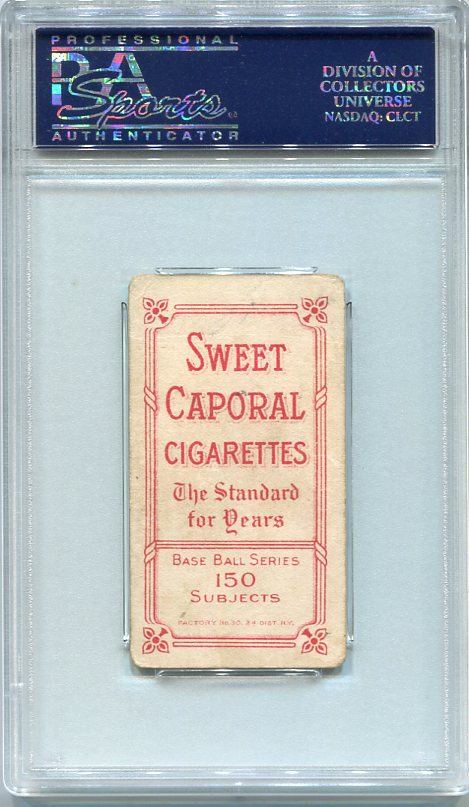 PROFESSIONAL
PSA
Sports
AUTHENTICATOR
A
DIVISION OF
COLLECTORS
UNIVERSE
NASDAQ: CLCT
SWEET
CAPORAL
CIGARETTES
The Standard
for Years
BASE BALL SERIES
150
SUBJECTS
FACTORY No. 30, 2d DIST. N.Y.